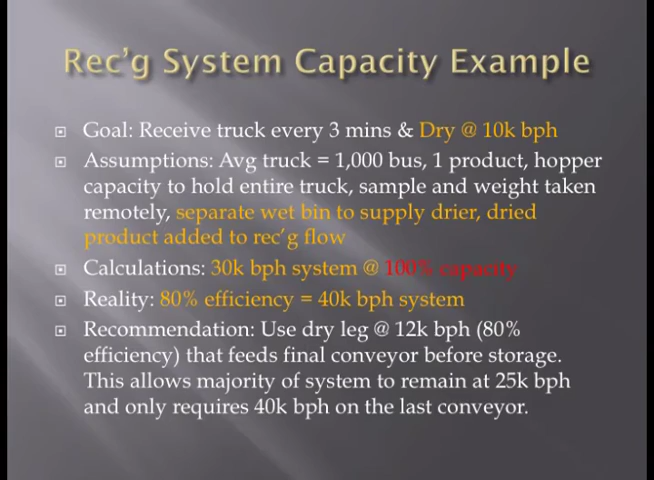 Rec'g System Capacity Example
Goal: Receive truck every 3 mins & Dry @ 10k bph
Assumptions: Avg truck = 1,000 bus, 1 product, hopper
capacity to hold entire truck, sample and weight taken
remotely, separate wet bin to supply drier, dried
product added to rec'g flow
Calculations: 30k bph system @ 100% capacity
Reality: 80% efficiency = 40k bph system
Recommendation: Use dry leg @ 12k bph (80%
efficiency) that feeds final conveyor before storage.
This allows majority of system to remain at 25k bph
and only requires 40k bph on the last conveyor.